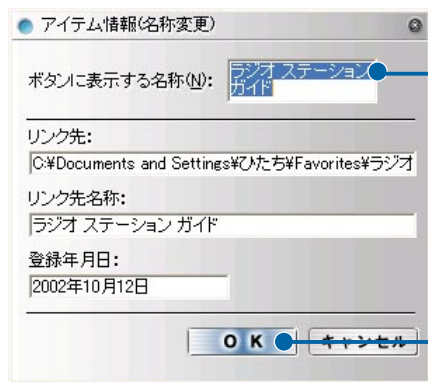 アイテム情報(名称変更)
ボタンに表示する名称(N):
ラジオ ステーション
ガイド
リンク先:
C:¥Documents and Settings¥ひたち¥Favorites¥ラジオ
リンク先名称:
ラジオ ステーション ガイド
登録年月日:
2002年10月12日
OK
キャンセル